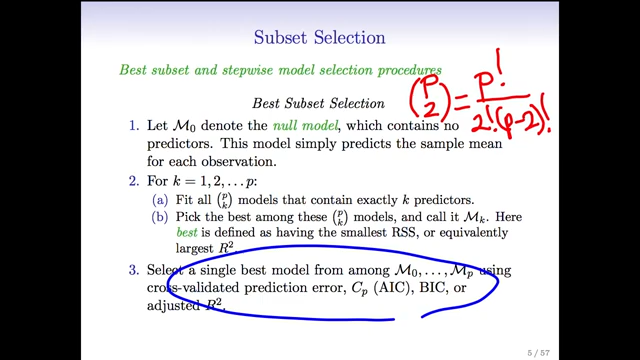 Subset Selection
Best subset and stepwise model selection procedures
(p 2) = p! / 2!(p-2)!
Best Subset Selection
1. Let M₀ denote the null model, which contains no
predictors. This model simply predicts the sample mean
for each observation.
2. For k = 1, 2, . . . p:
(a) Fit all (p k) models that contain exactly k predictors.
(b) Pick the best among these (p k) models, and call it Mₖ. Here
best is defined as having the smallest RSS, or equivalently
largest R².
3. Select a single best model from among M₀, . . . , Mₚ using
cross-validated prediction error, Cₚ (AIC), BIC, or
adjusted R².
5 / 57